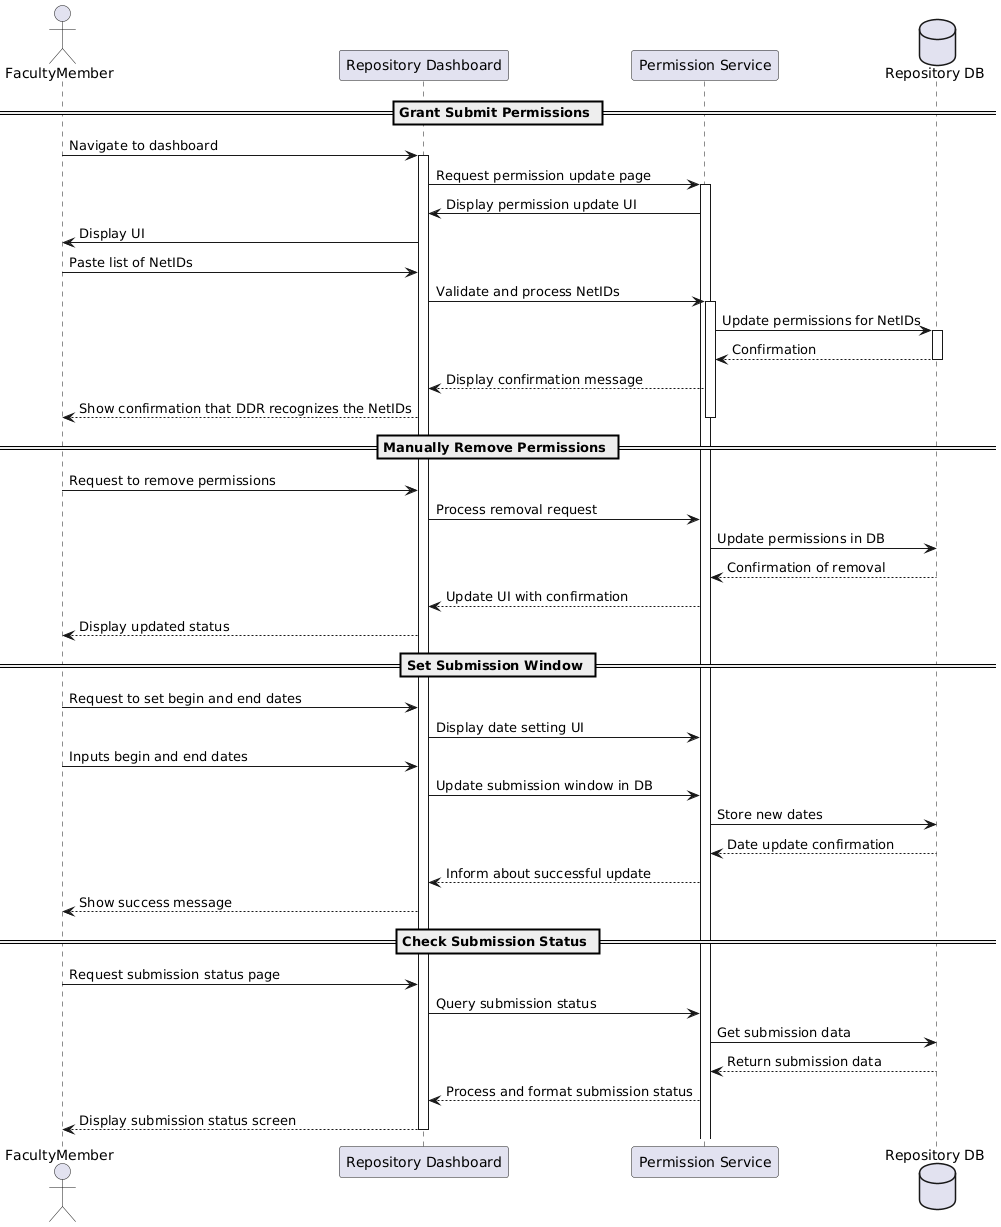 FacultyMember
Repository Dashboard
Permission Service
Repository DB
Grant Submit Permissions
Navigate to dashboard
Request permission update page
Display permission update UI
Display UI
Paste list of NetIDs
Validate and process NetIDs
Update permissions for NetIDs
Confirmation
Display confirmation message
Show confirmation that DDR recognizes the NetIDs
Manually Remove Permissions
Request to remove permissions
Process removal request
Update permissions in DB
Confirmation of removal
Update UI with confirmation
Display updated status
Set Submission Window
Request to set begin and end dates
Display date setting UI
Inputs begin and end dates
Update submission window in DB
Store new dates
Date update confirmation
Inform about successful update
Show success message
Check Submission Status
Request submission status page
Query submission status
Get submission data
Return submission data
Process and format submission status
Display submission status screen
FacultyMember
Repository Dashboard
Permission Service
Repository DB